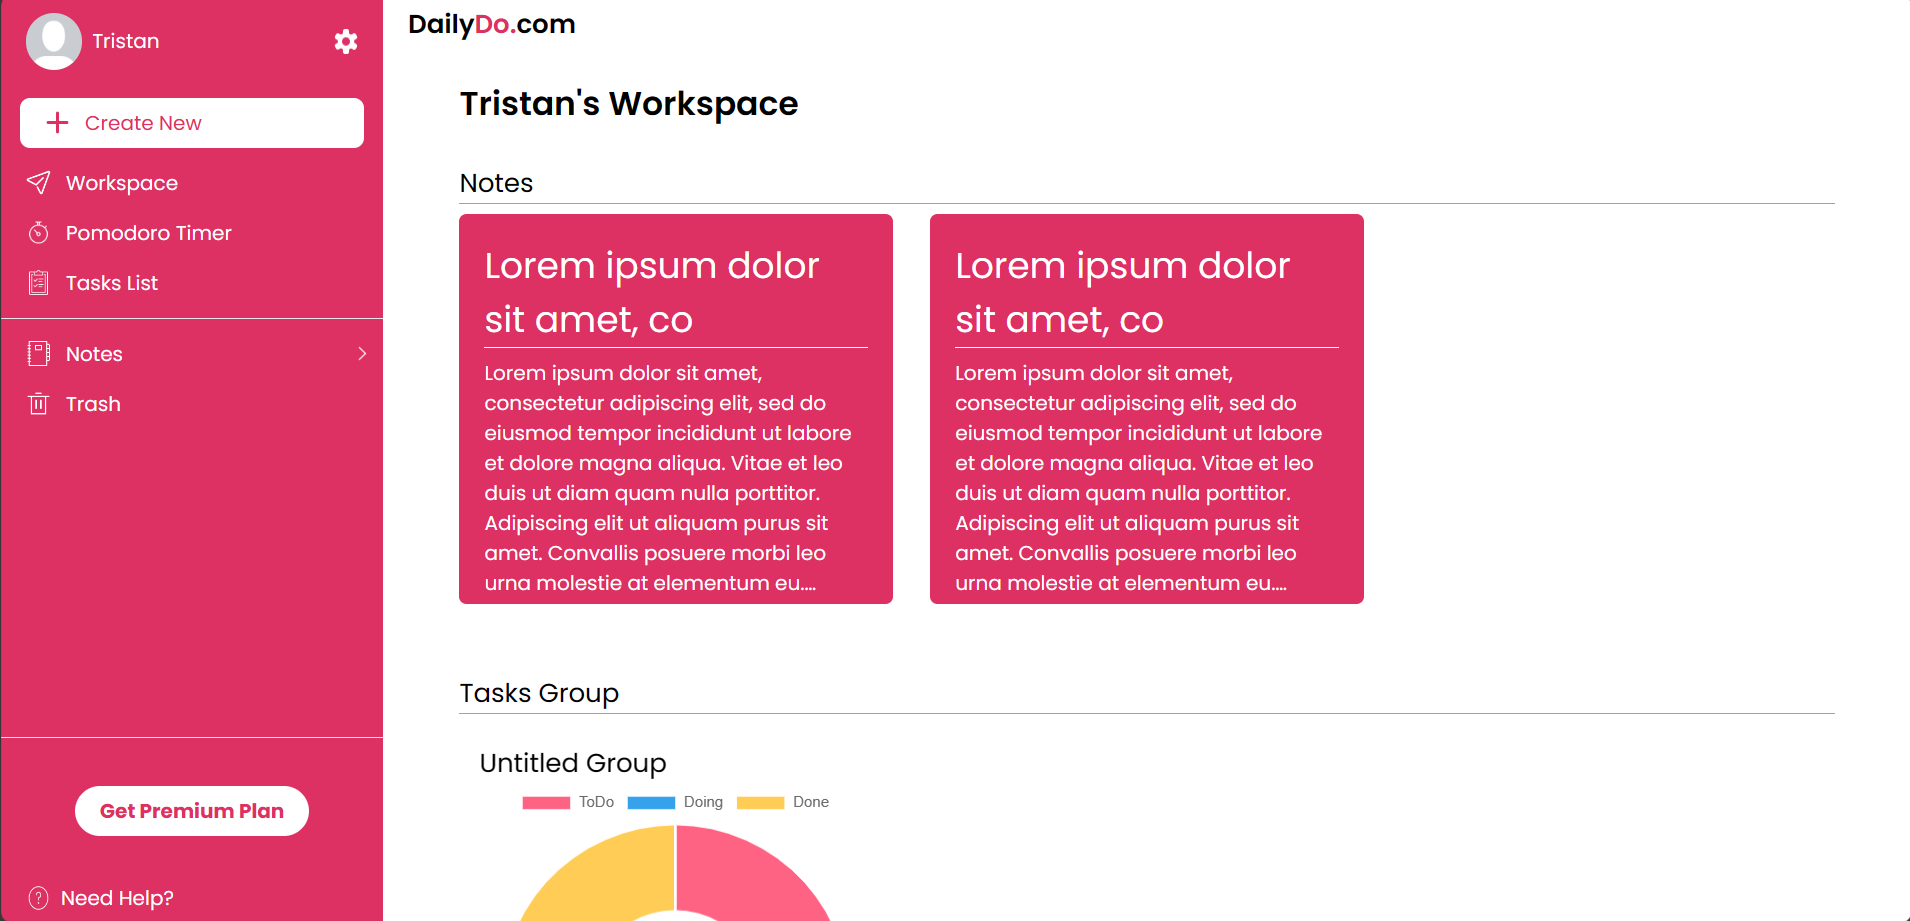 Tristan
Create New
Workspace
Pomodoro Timer
Tasks List
Notes
Trash
Get Premium Plan
Need Help?
DailyDo.com
Tristan's Workspace
Notes
Lorem ipsum dolor
sit amet, co
Lorem ipsum dolor sit amet,
consectetur adipiscing elit, sed do
eiusmod tempor incididunt ut labore
et dolore magna aliqua. Vitae et leo
duis ut diam quam nulla porttitor.
Adipiscing elit ut aliquam purus sit
amet. Convallis posuere morbi leo
urna molestie at elementum eu....
Lorem ipsum dolor
sit amet, co
Lorem ipsum dolor sit amet,
consectetur adipiscing elit, sed do
eiusmod tempor incididunt ut labore
et dolore magna aliqua. Vitae et leo
duis ut diam quam nulla porttitor.
Adipiscing elit ut aliquam purus sit
amet. Convallis posuere morbi leo
urna molestie at elementum eu....
Tasks Group
Untitled Group
ToDo Doing Done